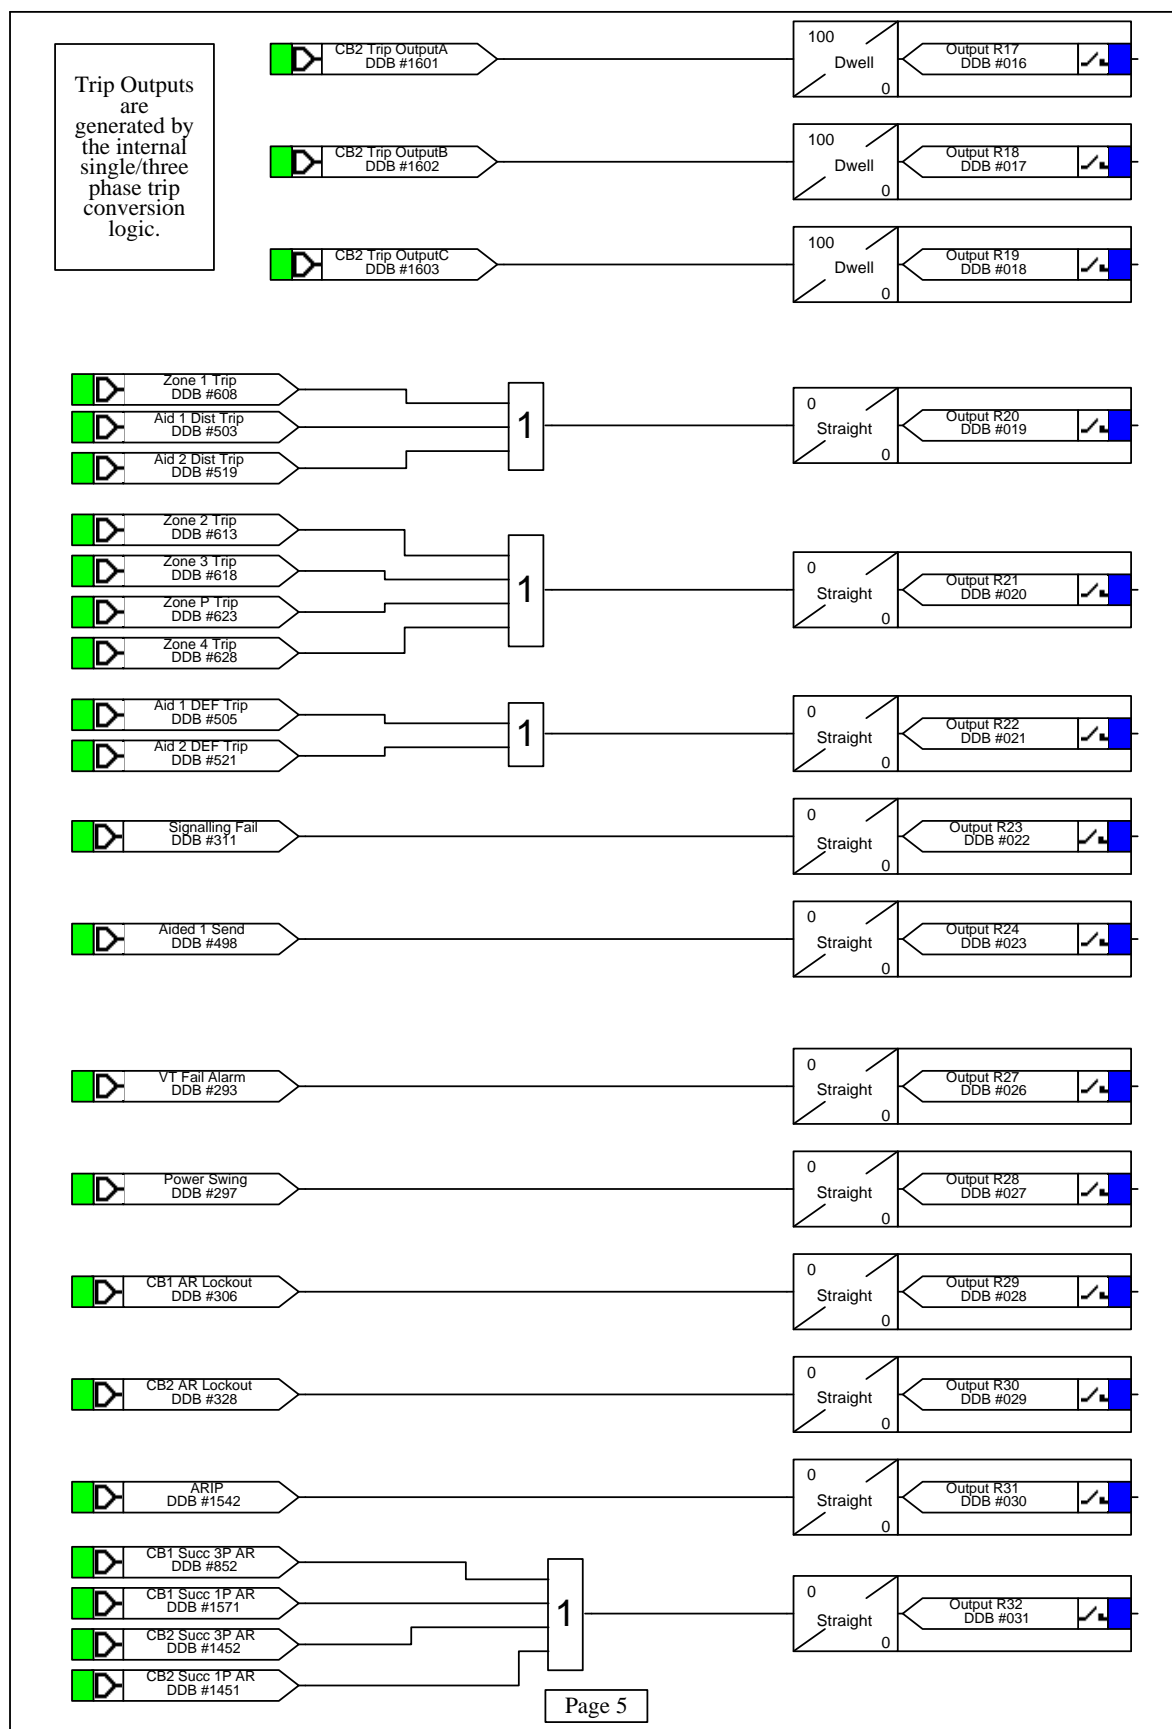 Trip Outputs
are
generated by
the internal
single/three
phase trip
conversion
logic.
CB2 Trip OutputA
DDB #1601
100
Dwell
0
Output R17
DDB #016
CB2 Trip OutputB
DDB #1602
100
Dwell
0
Output R18
DDB #017
CB2 Trip OutputC
DDB #1603
100
Dwell
0
Output R19
DDB #018
Zone 1 Trip
DDB #608
Aid 1 Dist Trip
DDB #503
Aid 2 Dist Trip
DDB #519
1
0
Straight
0
Output R20
DDB #019
Zone 2 Trip
DDB #613
Zone 3 Trip
DDB #618
Zone P Trip
DDB #623
Zone 4 Trip
DDB #628
1
0
Straight
0
Output R21
DDB #020
Aid 1 DEF Trip
DDB #505
Aid 2 DEF Trip
DDB #521
1
0
Straight
0
Output R22
DDB #021
Signalling Fail
DDB #311
0
Straight
0
Output R23
DDB #022
Aided 1 Send
DDB #498
0
Straight
0
Output R24
DDB #023
VT Fail Alarm
DDB #293
0
Straight
0
Output R27
DDB #026
Power Swing
DDB #297
0
Straight
0
Output R28
DDB #027
CB1 AR Lockout
DDB #306
0
Straight
0
Output R29
DDB #028
CB2 AR Lockout
DDB #328
0
Straight
0
Output R30
DDB #029
ARIP
DDB #1542
0
Straight
0
Output R31
DDB #030
CB1 Succ 3P AR
DDB #852
CB1 Succ 1P AR
DDB #1571
CB2 Succ 3P AR
DDB #1452
CB2 Succ 1P AR
DDB #1451
1
0
Straight
0
Output R32
DDB #031
Page 5